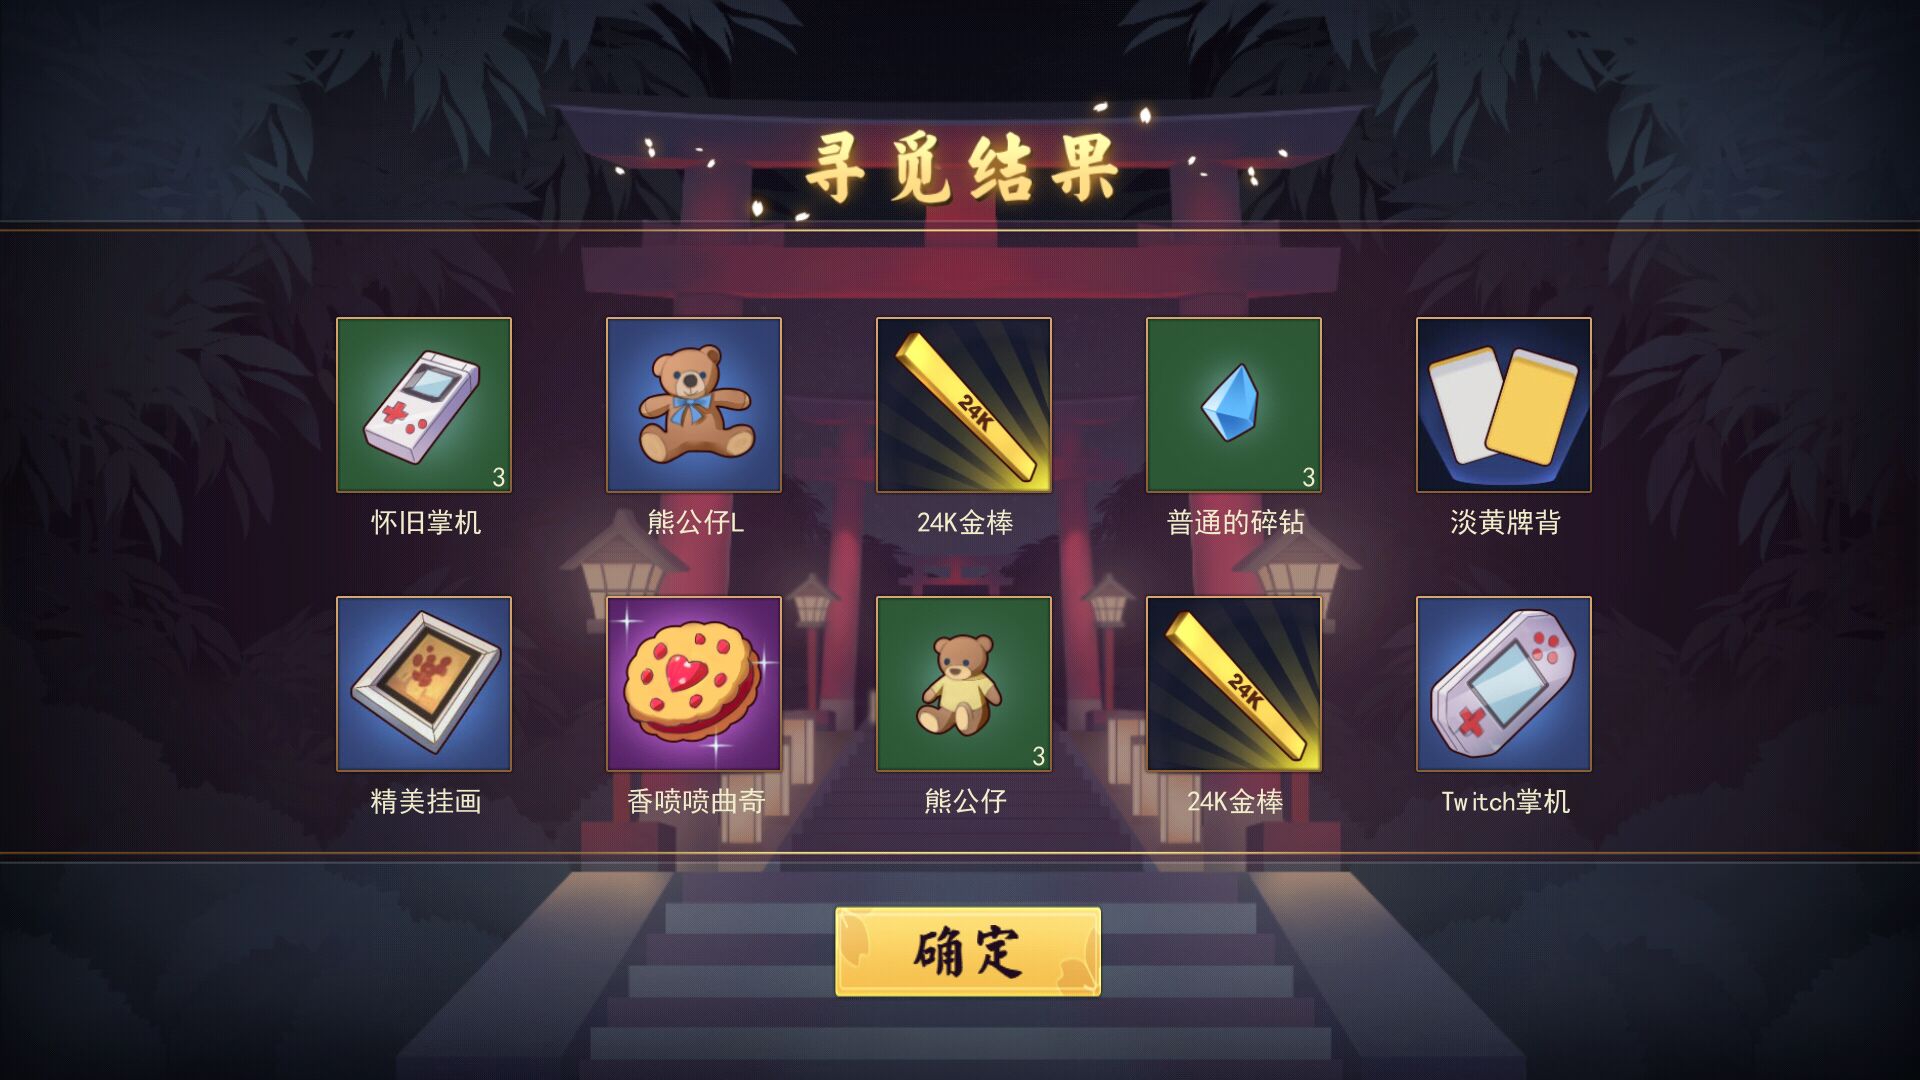 寻觅结果
3
24K
3
怀旧掌机
熊公仔L
24K金棒
普通的碎钻
淡黄牌背
3
24K
精美挂画
香喷喷曲奇
熊公仔
24K金棒
Twitch掌机
确定